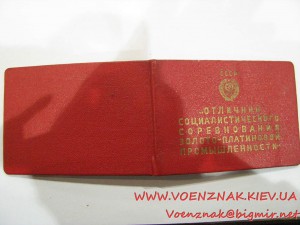 СССР
„ОТЛИЧНИК
СОЦИАЛИСТИЧЕСКОГО
СОРЕВНОВАНИЯ
ЗОЛОТО-ПЛАТИНОВОЙ
ПРОМЫШЛЕННОСТИ"
WWW.VOENZNAK.KIEV.UA
Voenznak@bigmir.net